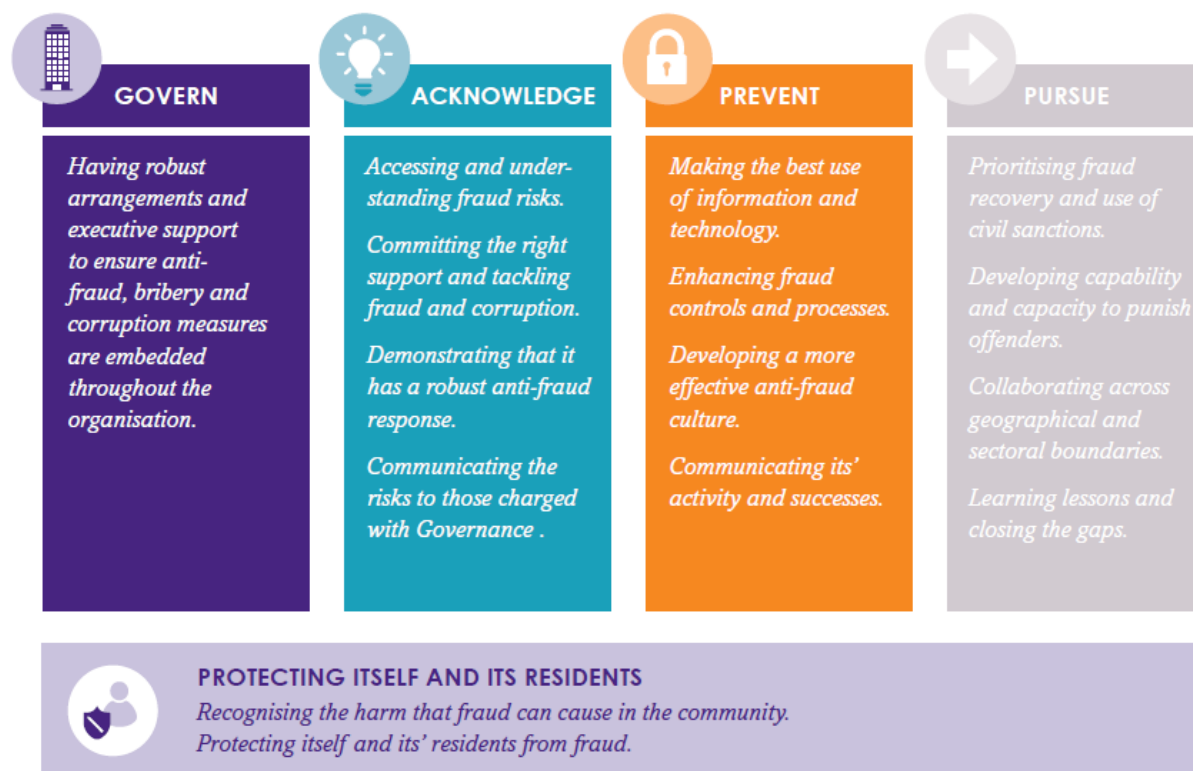 GOVERN
Having robust
arrangements and
executive support
to ensure anti-
fraud, bribery and
corruption measures
are embedded
throughout the
organisation.
ACKNOWLEDGE
Accessing and under-
standing fraud risks.
Committing the right
support and tackling
fraud and corruption.
Demonstrating that it
has a robust anti-fraud
response.
Communicating the
risks to those charged
with Governance .
PREVENT
Making the best use
of information and
technology.
Enhancing fraud
controls and processes.
Developing a more
effective anti-fraud
culture.
Communicating its’
activity and successes.
PURSUE
Prioritising fraud
recovery and use of
civil sanctions.
Developing capability
and capacity to punish
offenders.
Collaborating across
geographical and
sectoral boundaries.
Learning lessons and
closing the gaps.
PROTECTING ITSELF AND ITS RESIDENTS
Recognising the harm that fraud can cause in the community.
Protecting itself and its’ residents from fraud.